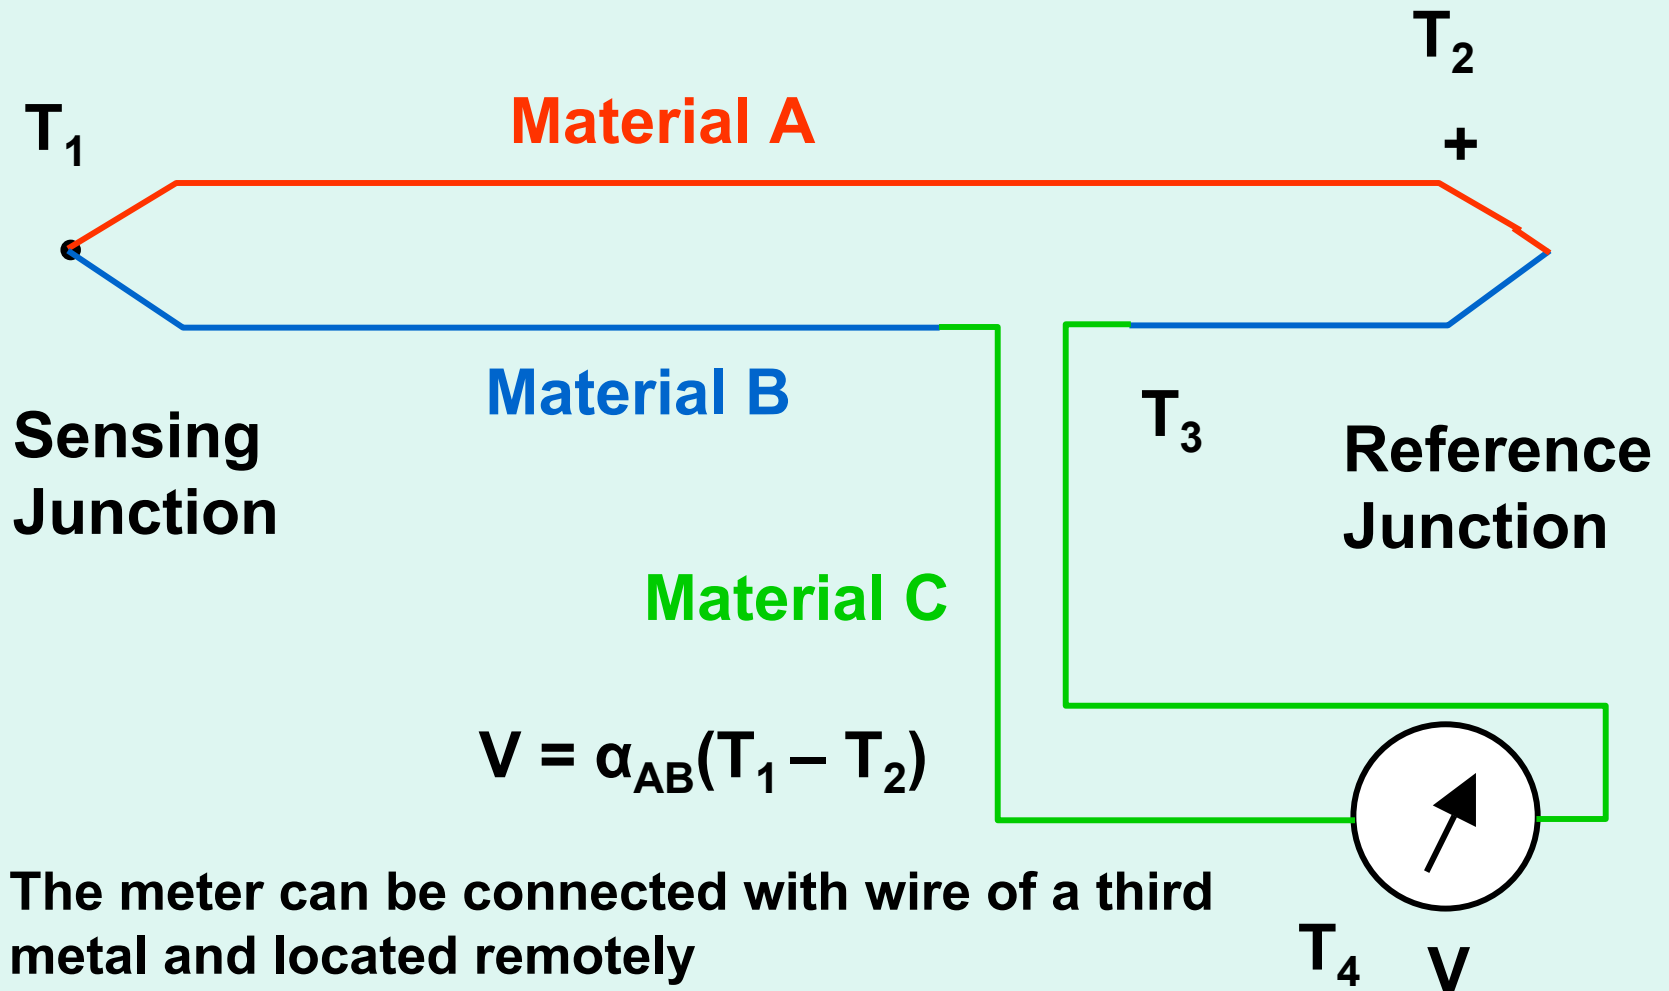 T₂
T₁
Material A
+
Material B
T₃
Sensing
Junction
Reference
Junction
Material C
V = α_AB(T₁ – T₂)
The meter can be connected with wire of a third
metal and located remotely
T₄
V